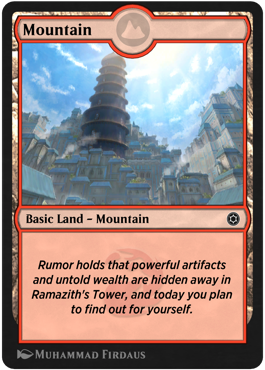 Mountain
Basic Land – Mountain
Rumor holds that powerful artifacts
and untold wealth are hidden away in
Ramazith's Tower, and today you plan
to find out for yourself.
Muhammad Firdaus